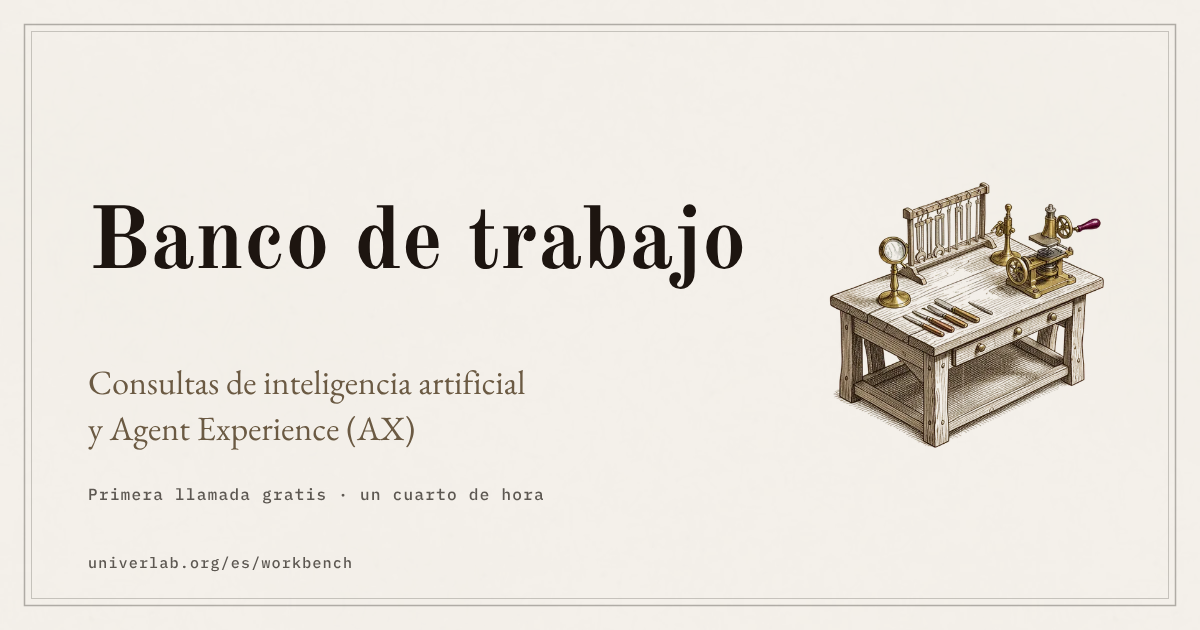 Banco de trabajo
Consultas de inteligencia artificial
y Agent Experience (AX)
Primera llamada gratis · un cuarto de hora
univerlab.org/es/workbench